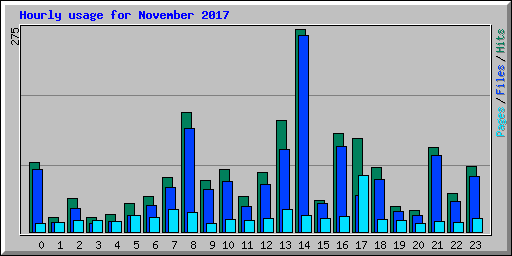 Hourly usage for November 2017
275
Pages/Files/Hits
0 1 2 3 4 5 6 7 8 9 10 11 12 13 14 15 16 17 18 19 20 21 22 23